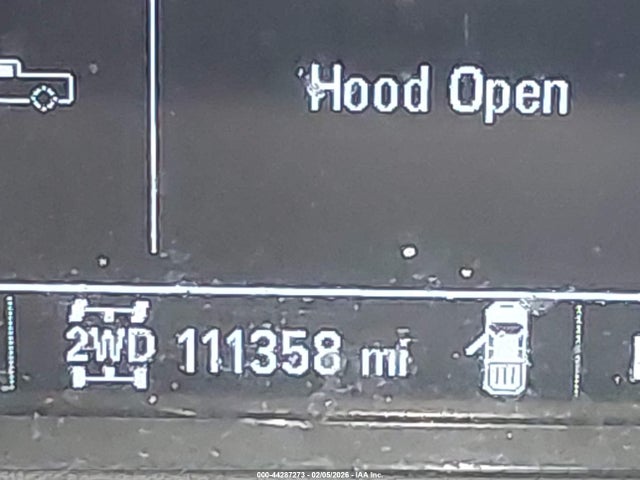 Hood Open
2WD 111358 mi
000-44287273 - 02/05/2026 - IAA Inc.